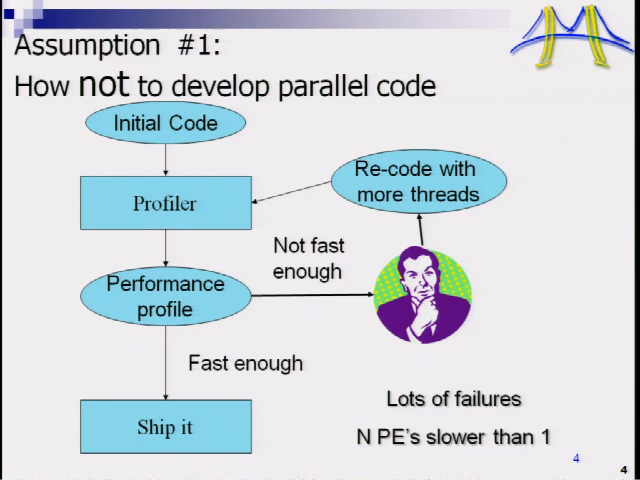 Assumption #1:
How not to develop parallel code
Initial Code
Re-code with
more threads
Profiler
Not fast
enough
Performance
profile
Fast enough
Lots of failures
Ship it
N PE's slower than 1
4
4